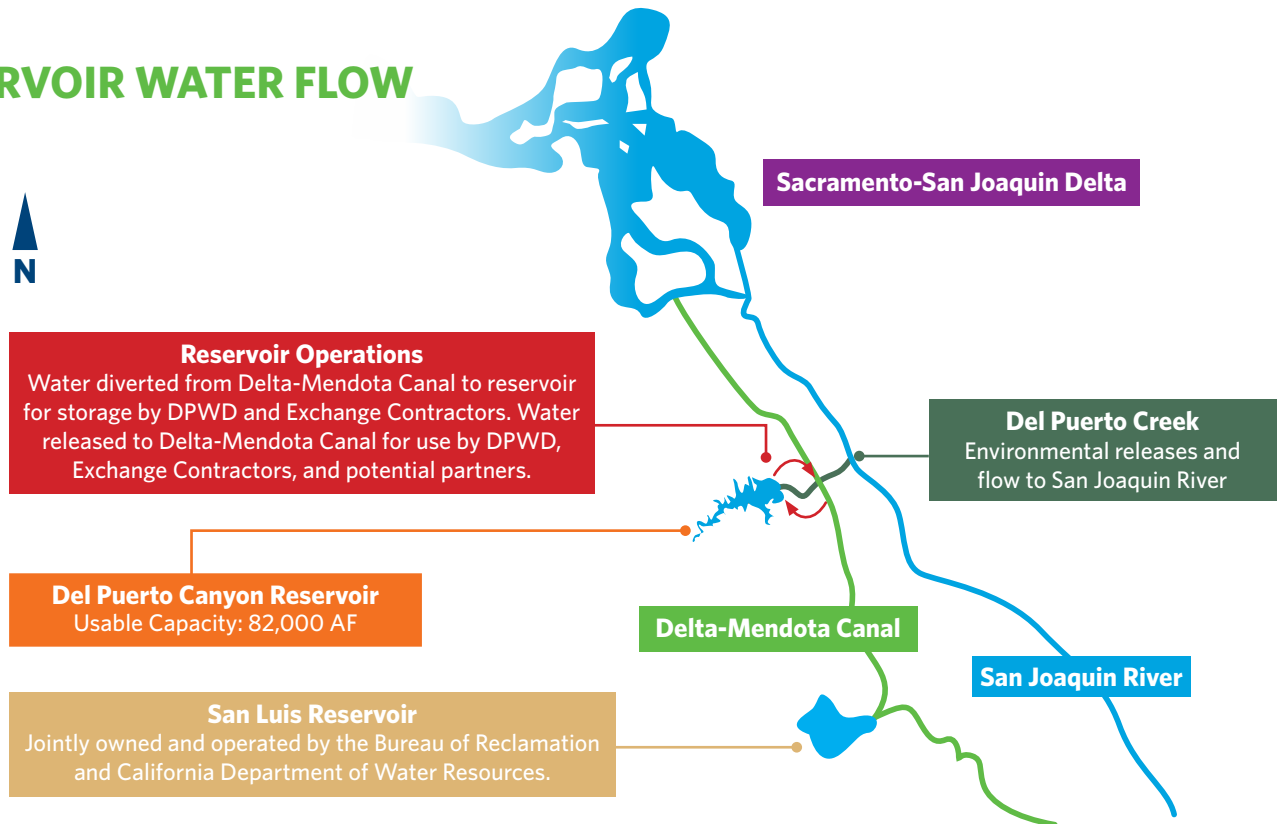 RVOIR WATER FLOW
Sacramento-San Joaquin Delta
N
Reservoir Operations
Water diverted from Delta-Mendota Canal to reservoir
for storage by DPWD and Exchange Contractors. Water
released to Delta-Mendota Canal for use by DPWD,
Exchange Contractors, and potential partners.
Del Puerto Creek
Environmental releases and
flow to San Joaquin River
Del Puerto Canyon Reservoir
Usable Capacity: 82,000 AF
Delta-Mendota Canal
San Joaquin River
San Luis Reservoir
Jointly owned and operated by the Bureau of Reclamation
and California Department of Water Resources.